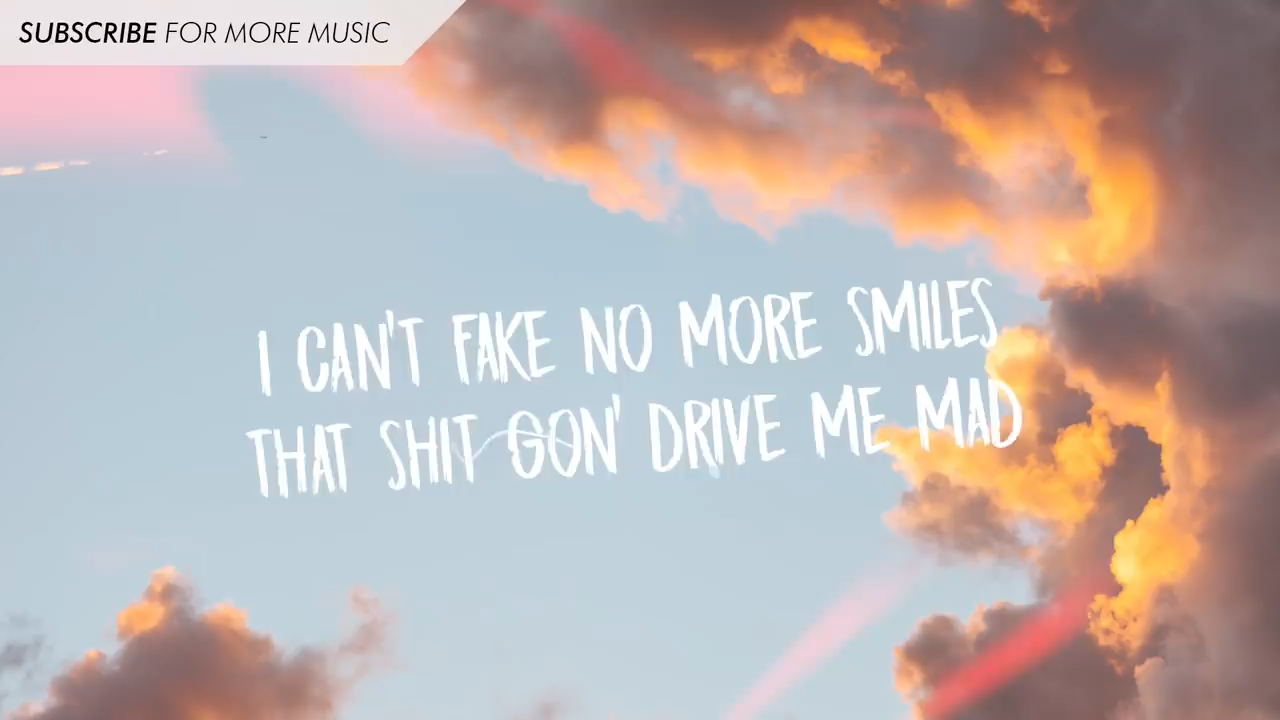 SUBSCRIBE FOR MORE MUSIC
I CAN'T FAKE NO MORE SMILES
THAT SHIT GON' DRIVE ME MAD